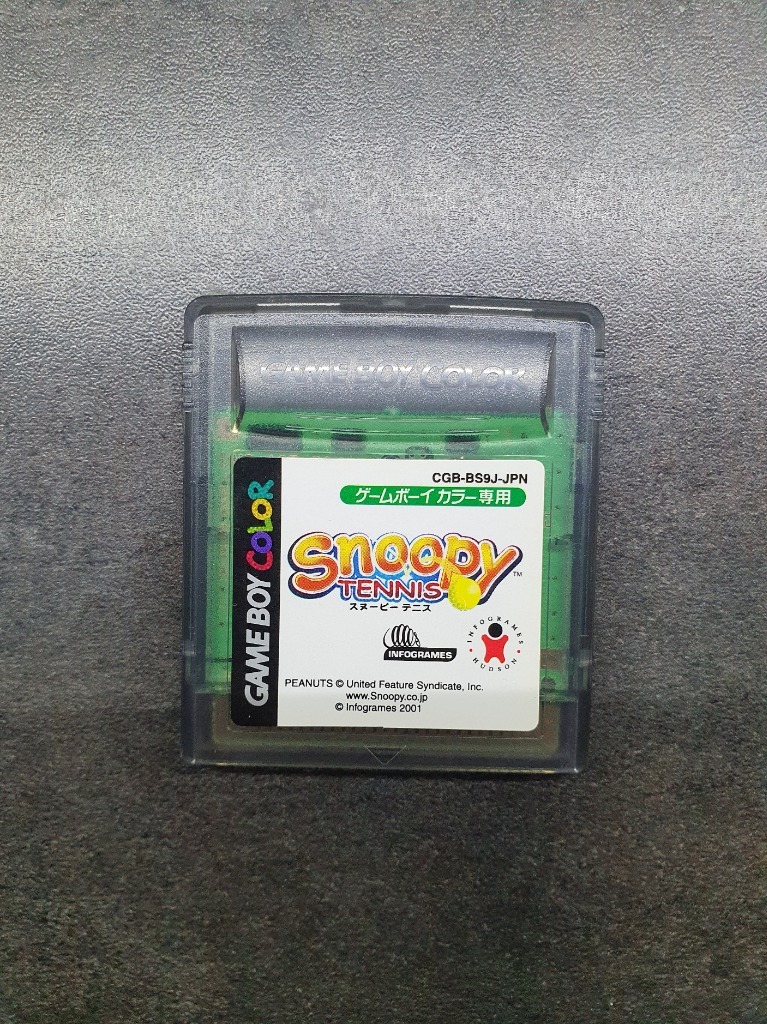 GAME BOY COLOR
CGB-BS9J-JPN
ゲームボーイ カラー専用
GAME BOY COLOR
Snoopy™
TENNIS
スヌーピー テニス
INFOGRAMES
INFOGRAMES HUDSON
PEANUTS © United Feature Syndicate, Inc.
www.Snoopy.co.jp
© Infogrames 2001